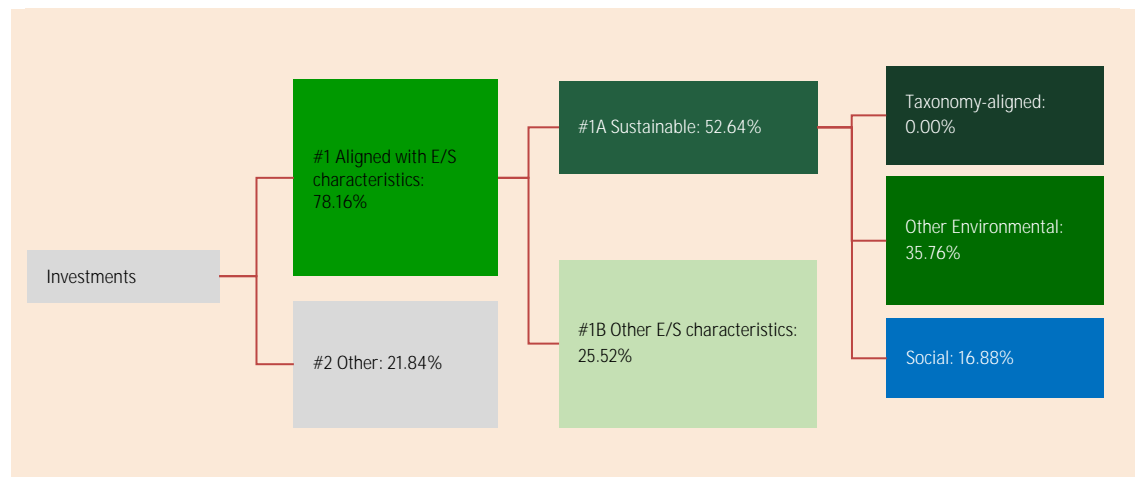 Investments
#1 Aligned with E/S
characteristics:
78.16%
#2 Other: 21.84%
#1A Sustainable: 52.64%
#1B Other E/S characteristics:
25.52%
Taxonomy-aligned:
0.00%
Other Environmental:
35.76%
Social: 16.88%